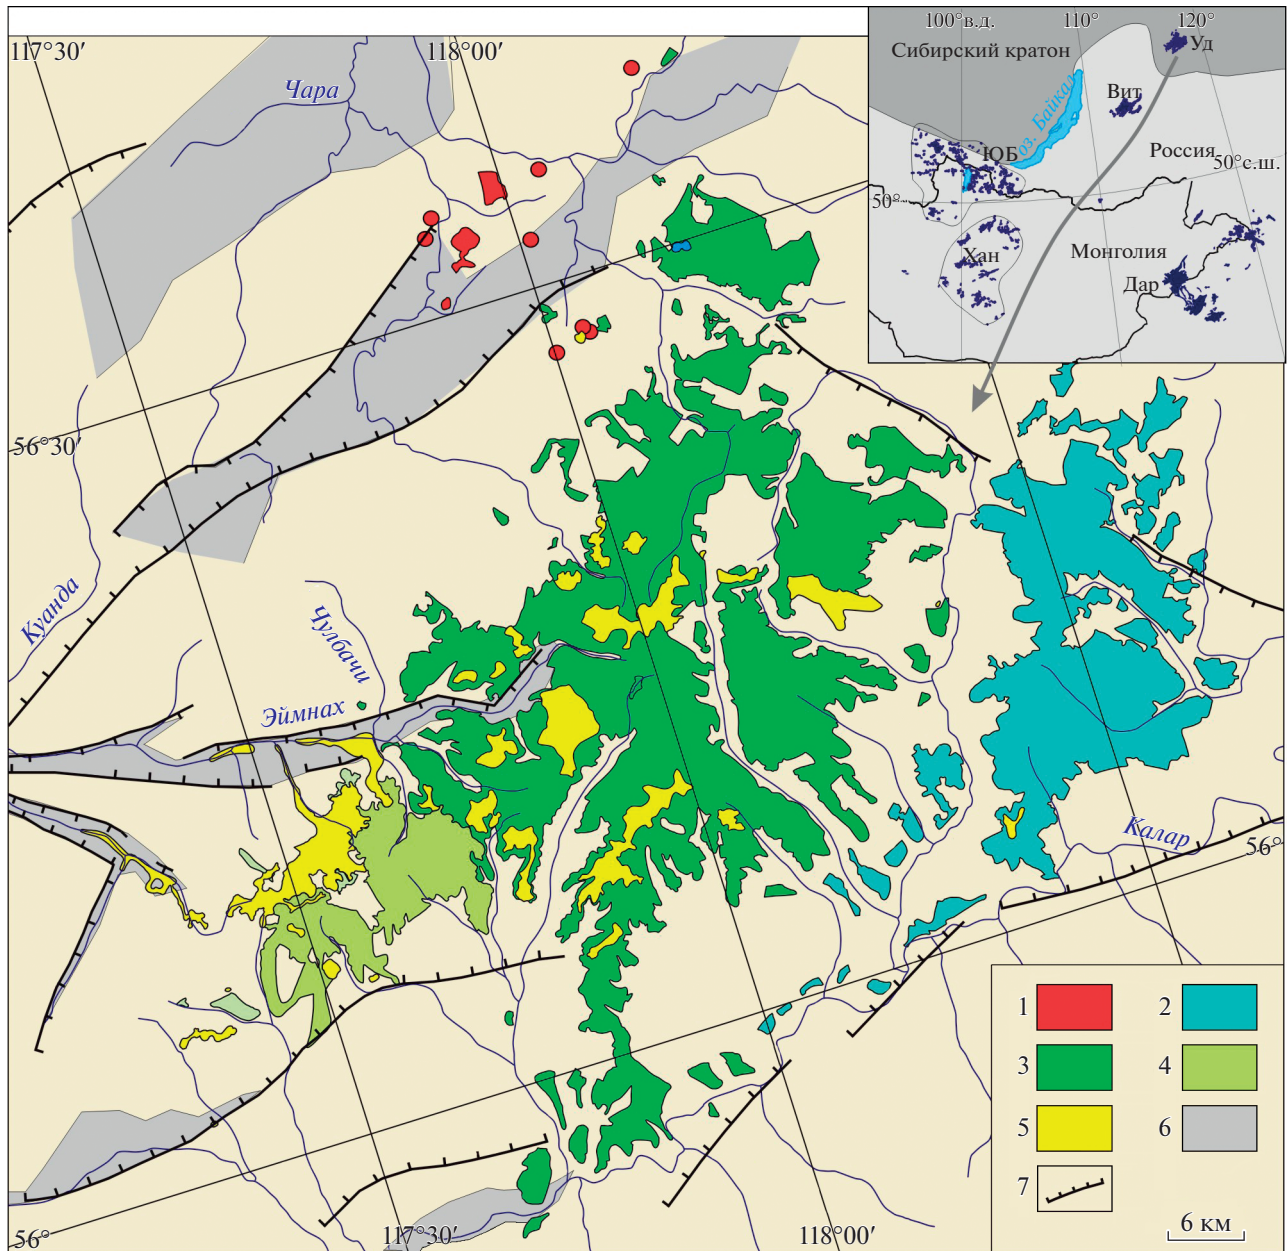 117°30′
118°00′
Чара
100°в.д.
110°
120°
Сибирский кратон
Уд
оз. Байкал
Вит
ЮБ
Россия
50°с.ш.
50°
Хан
Монголия
Дар
56°30′
Куанда
Чулбачи
Эймнах
Калар
56°
1
2
3
4
5
6
7
6 км
56°
117°30′
118°00′